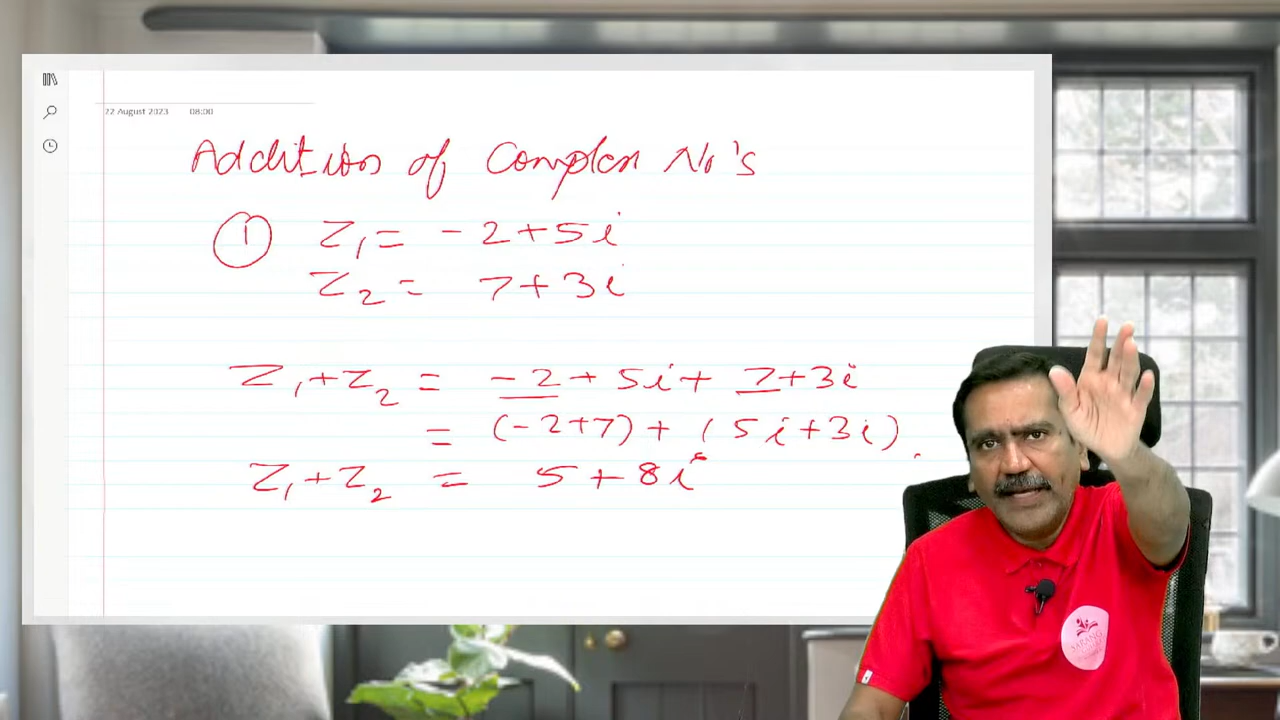 22 August 2023 08:00
Addition of Complex No's
1 Z₁ = -2+5i
Z₂ = 7+3i
Z₁+Z₂ = -2+ 5i+ 7+3i
= (-2+7) + (5i+3i).
Z₁+Z₂ = 5+8i
SARANG